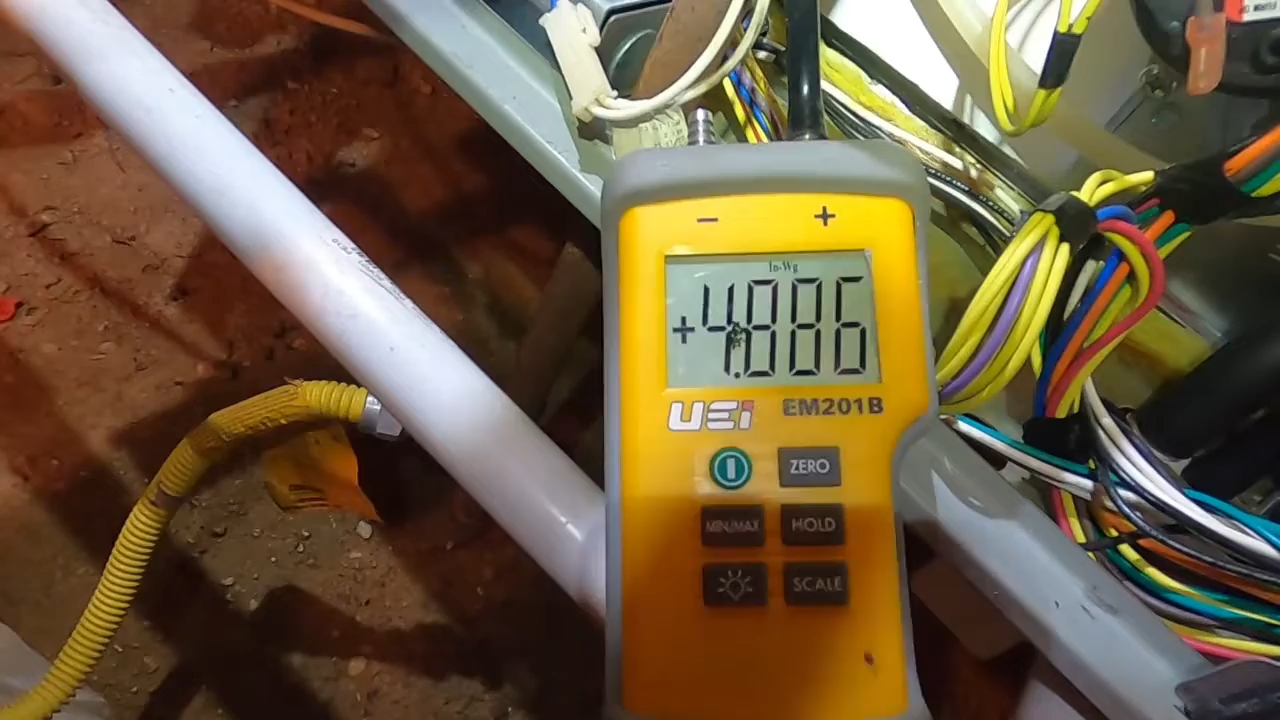 − +
In-Wg
+4.886
UEi EM201B
ZERO
MIN/MAX HOLD
SCALE